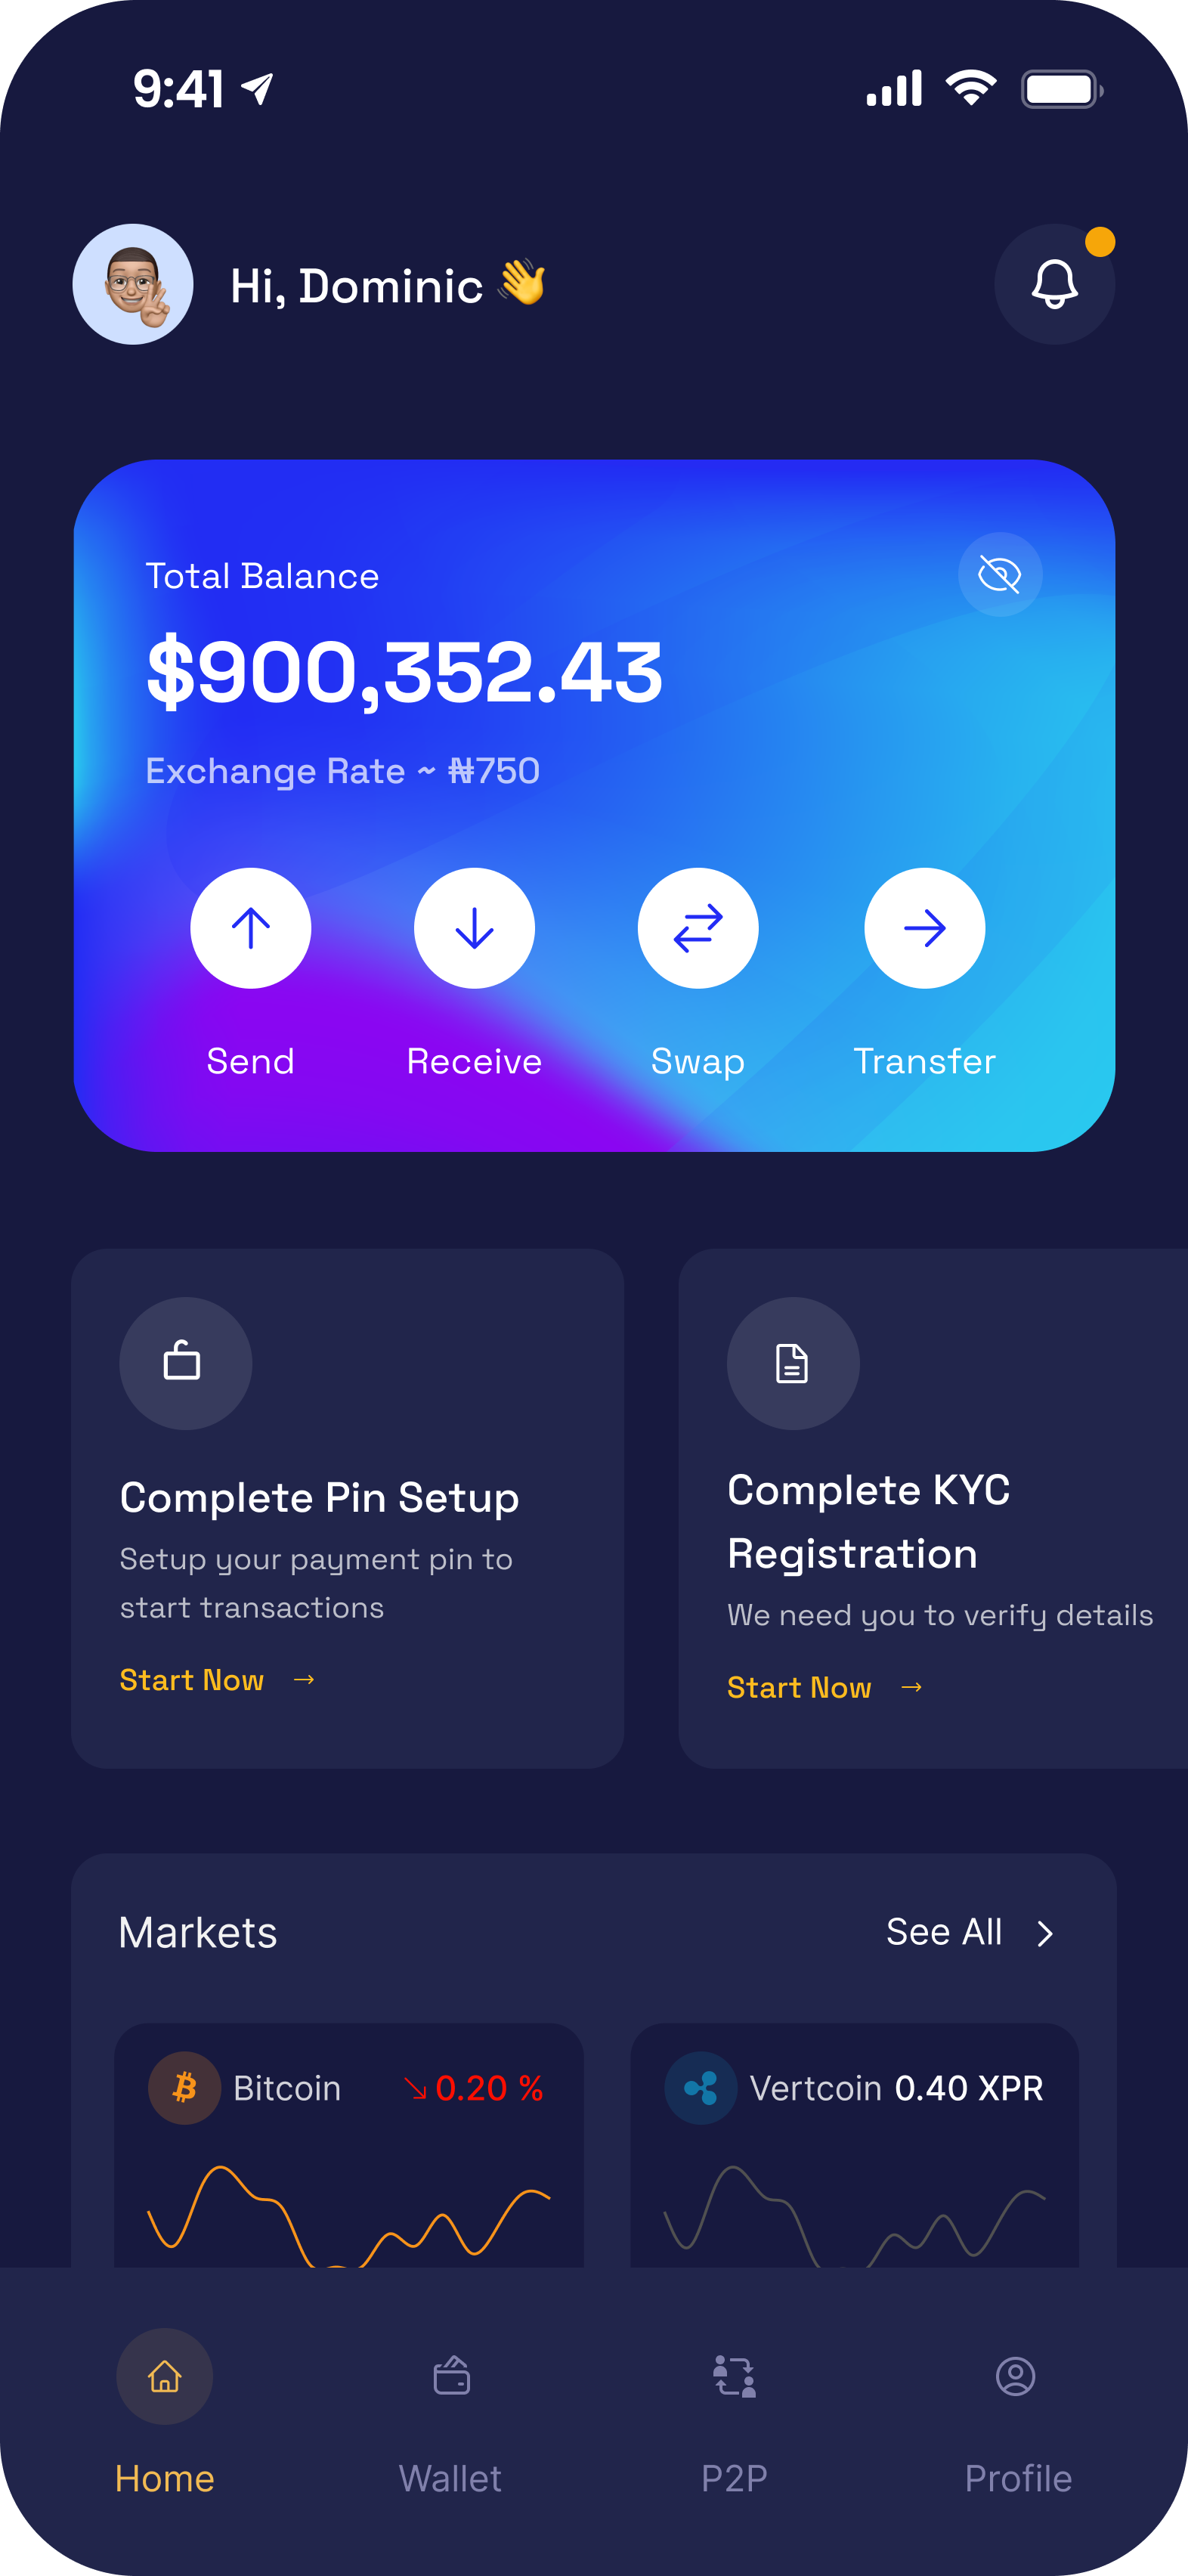 9:41
Hi, Dominic 👋
Total Balance
$900,352.43
Exchange Rate ~ ₦750
Send Receive Swap Transfer
Complete Pin Setup
Setup your payment pin to
start transactions
Start Now →
Complete KYC
Registration
We need you to verify details
Start Now →
Markets See All
Bitcoin 0.20 %
Vertcoin 0.40 XPR
Home Wallet P2P Profile